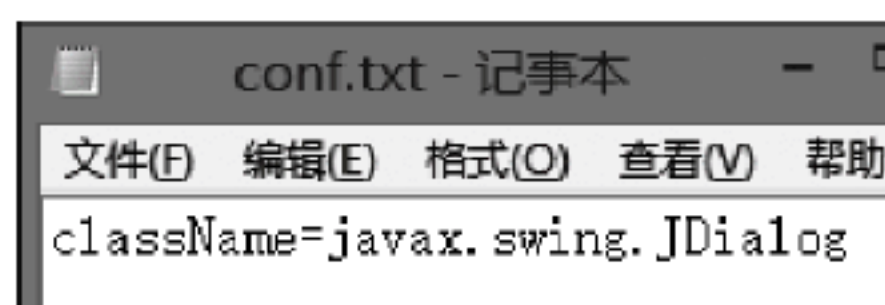 conf.txt - 记事本
文件(F) 编辑(E) 格式(O) 查看(V) 帮助
className=javax.swing.JDialog